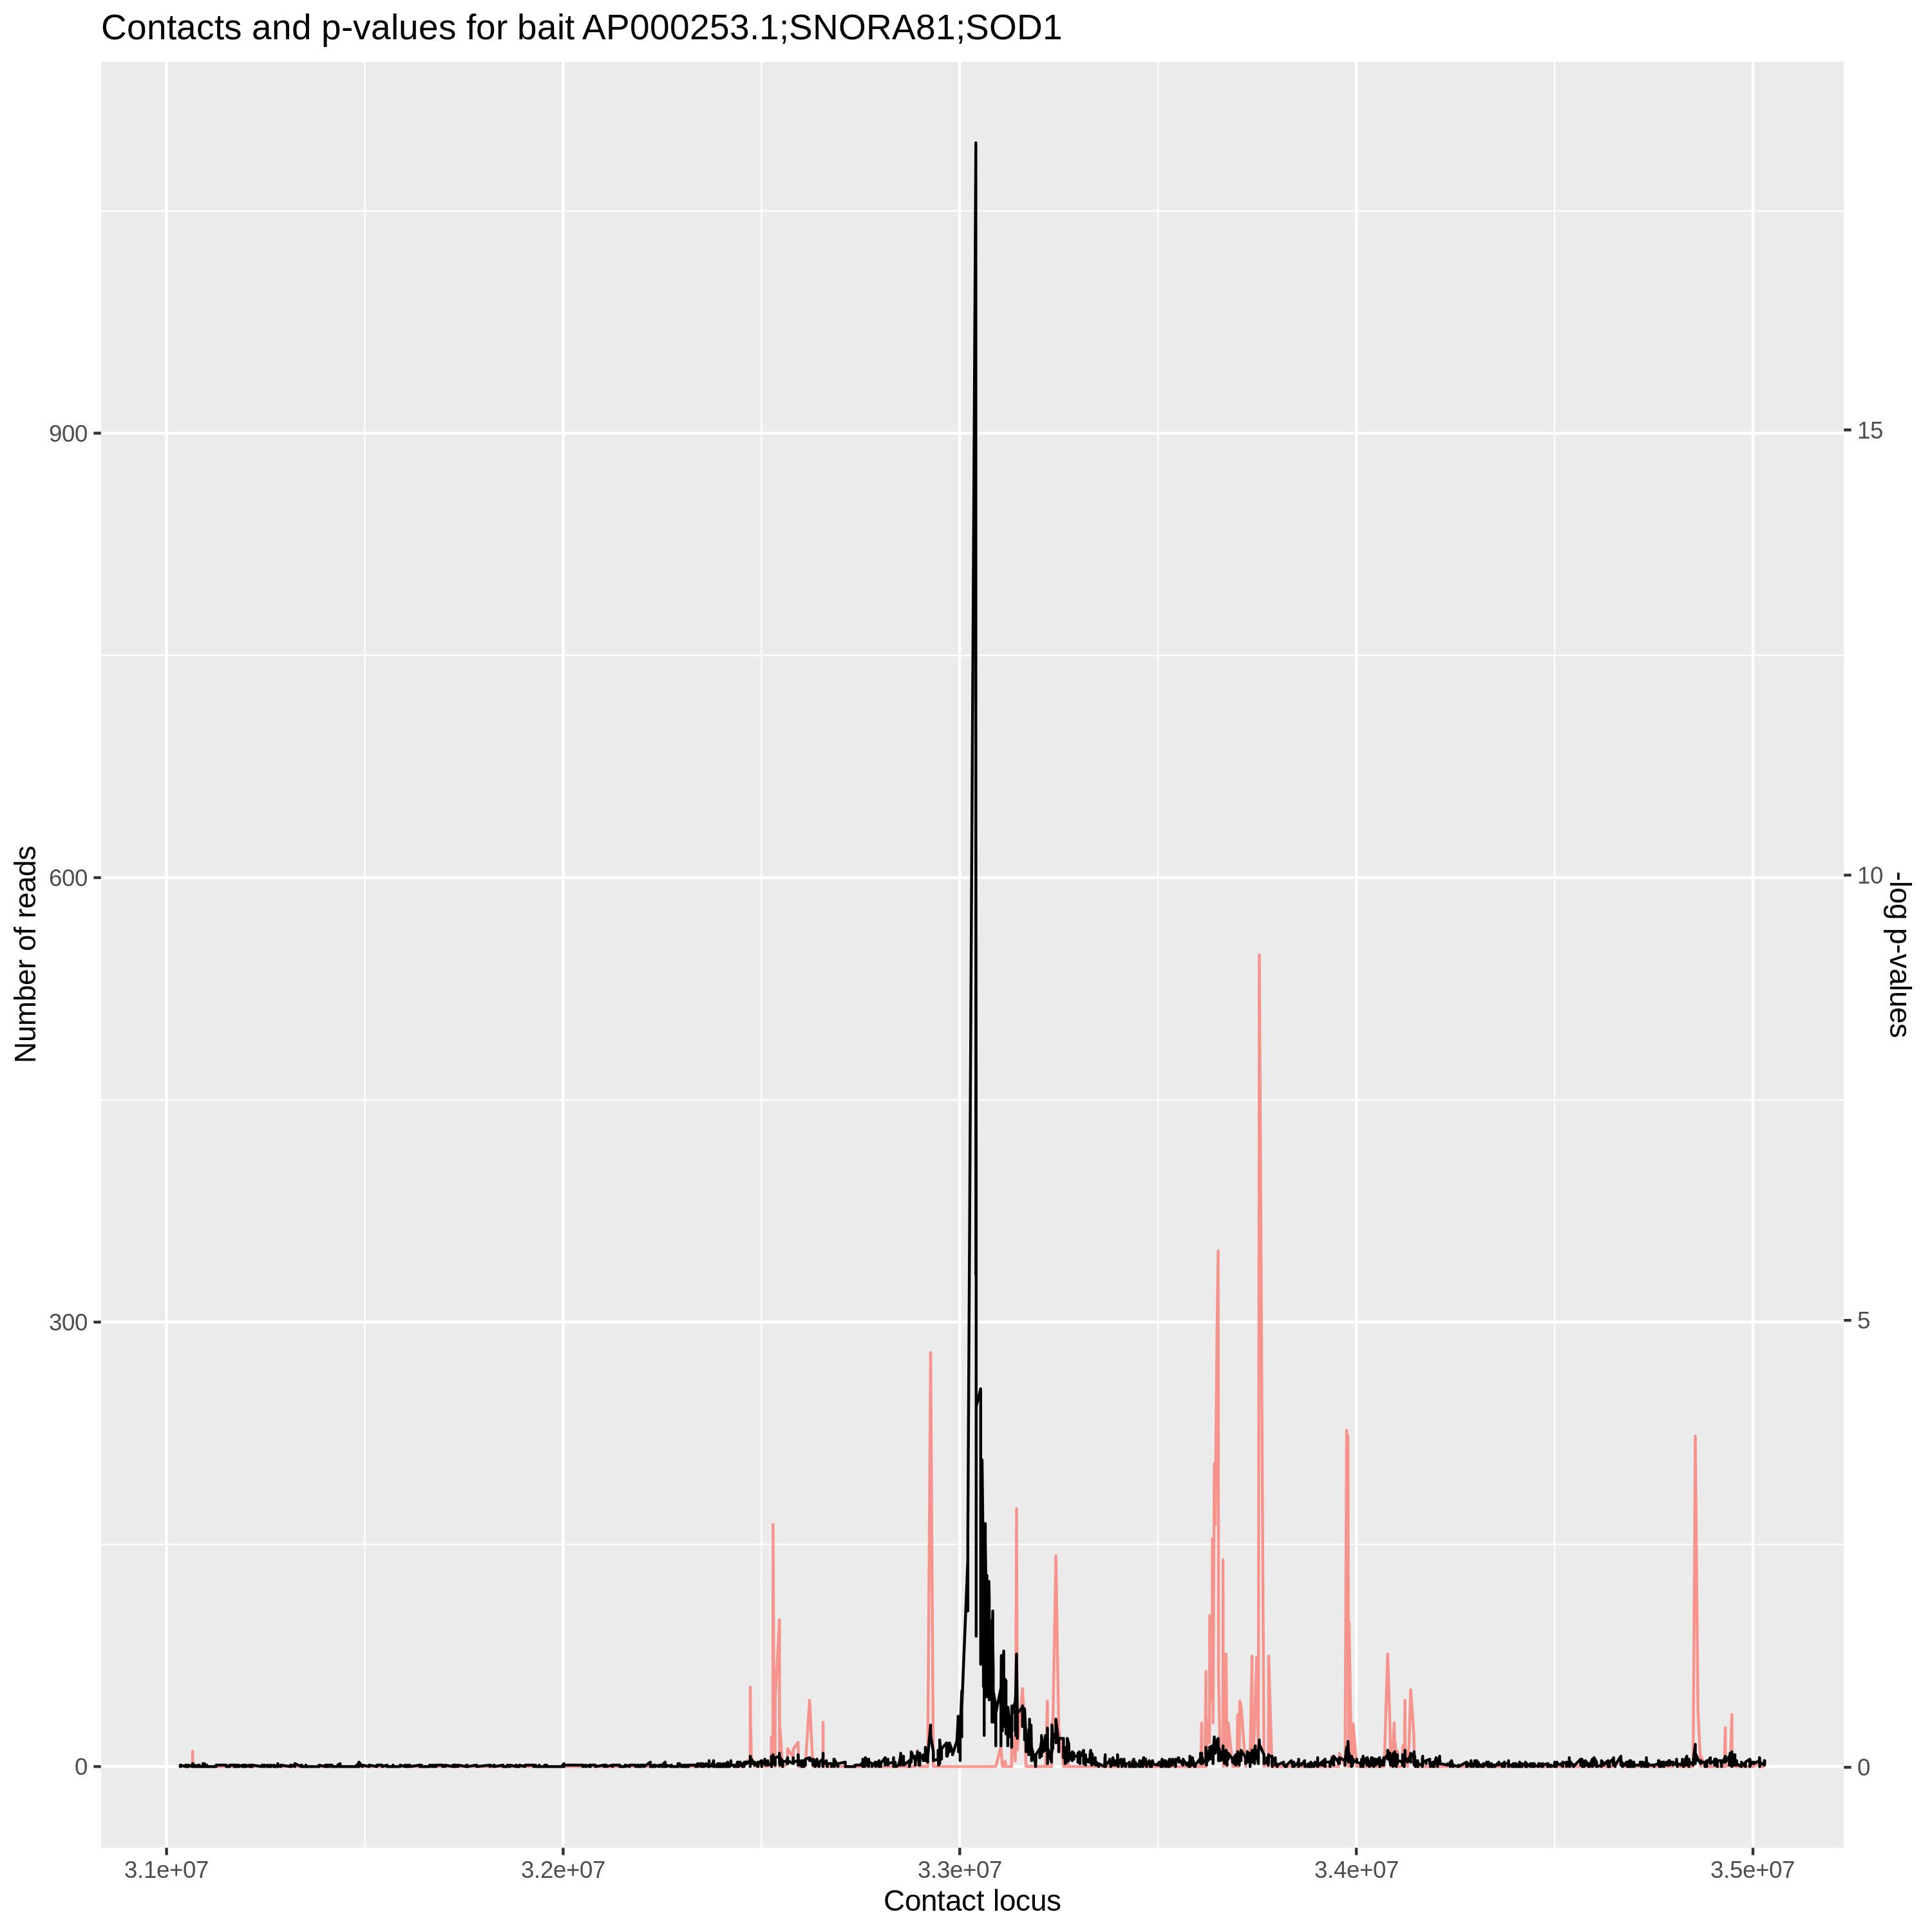 Contacts and p-values for bait AP000253.1;SNORA81;SOD1
Number of reads
900
600
300
0
15
10
5
0
-log p-values
3.1e+07 3.2e+07 3.3e+07 3.4e+07 3.5e+07
Contact locus